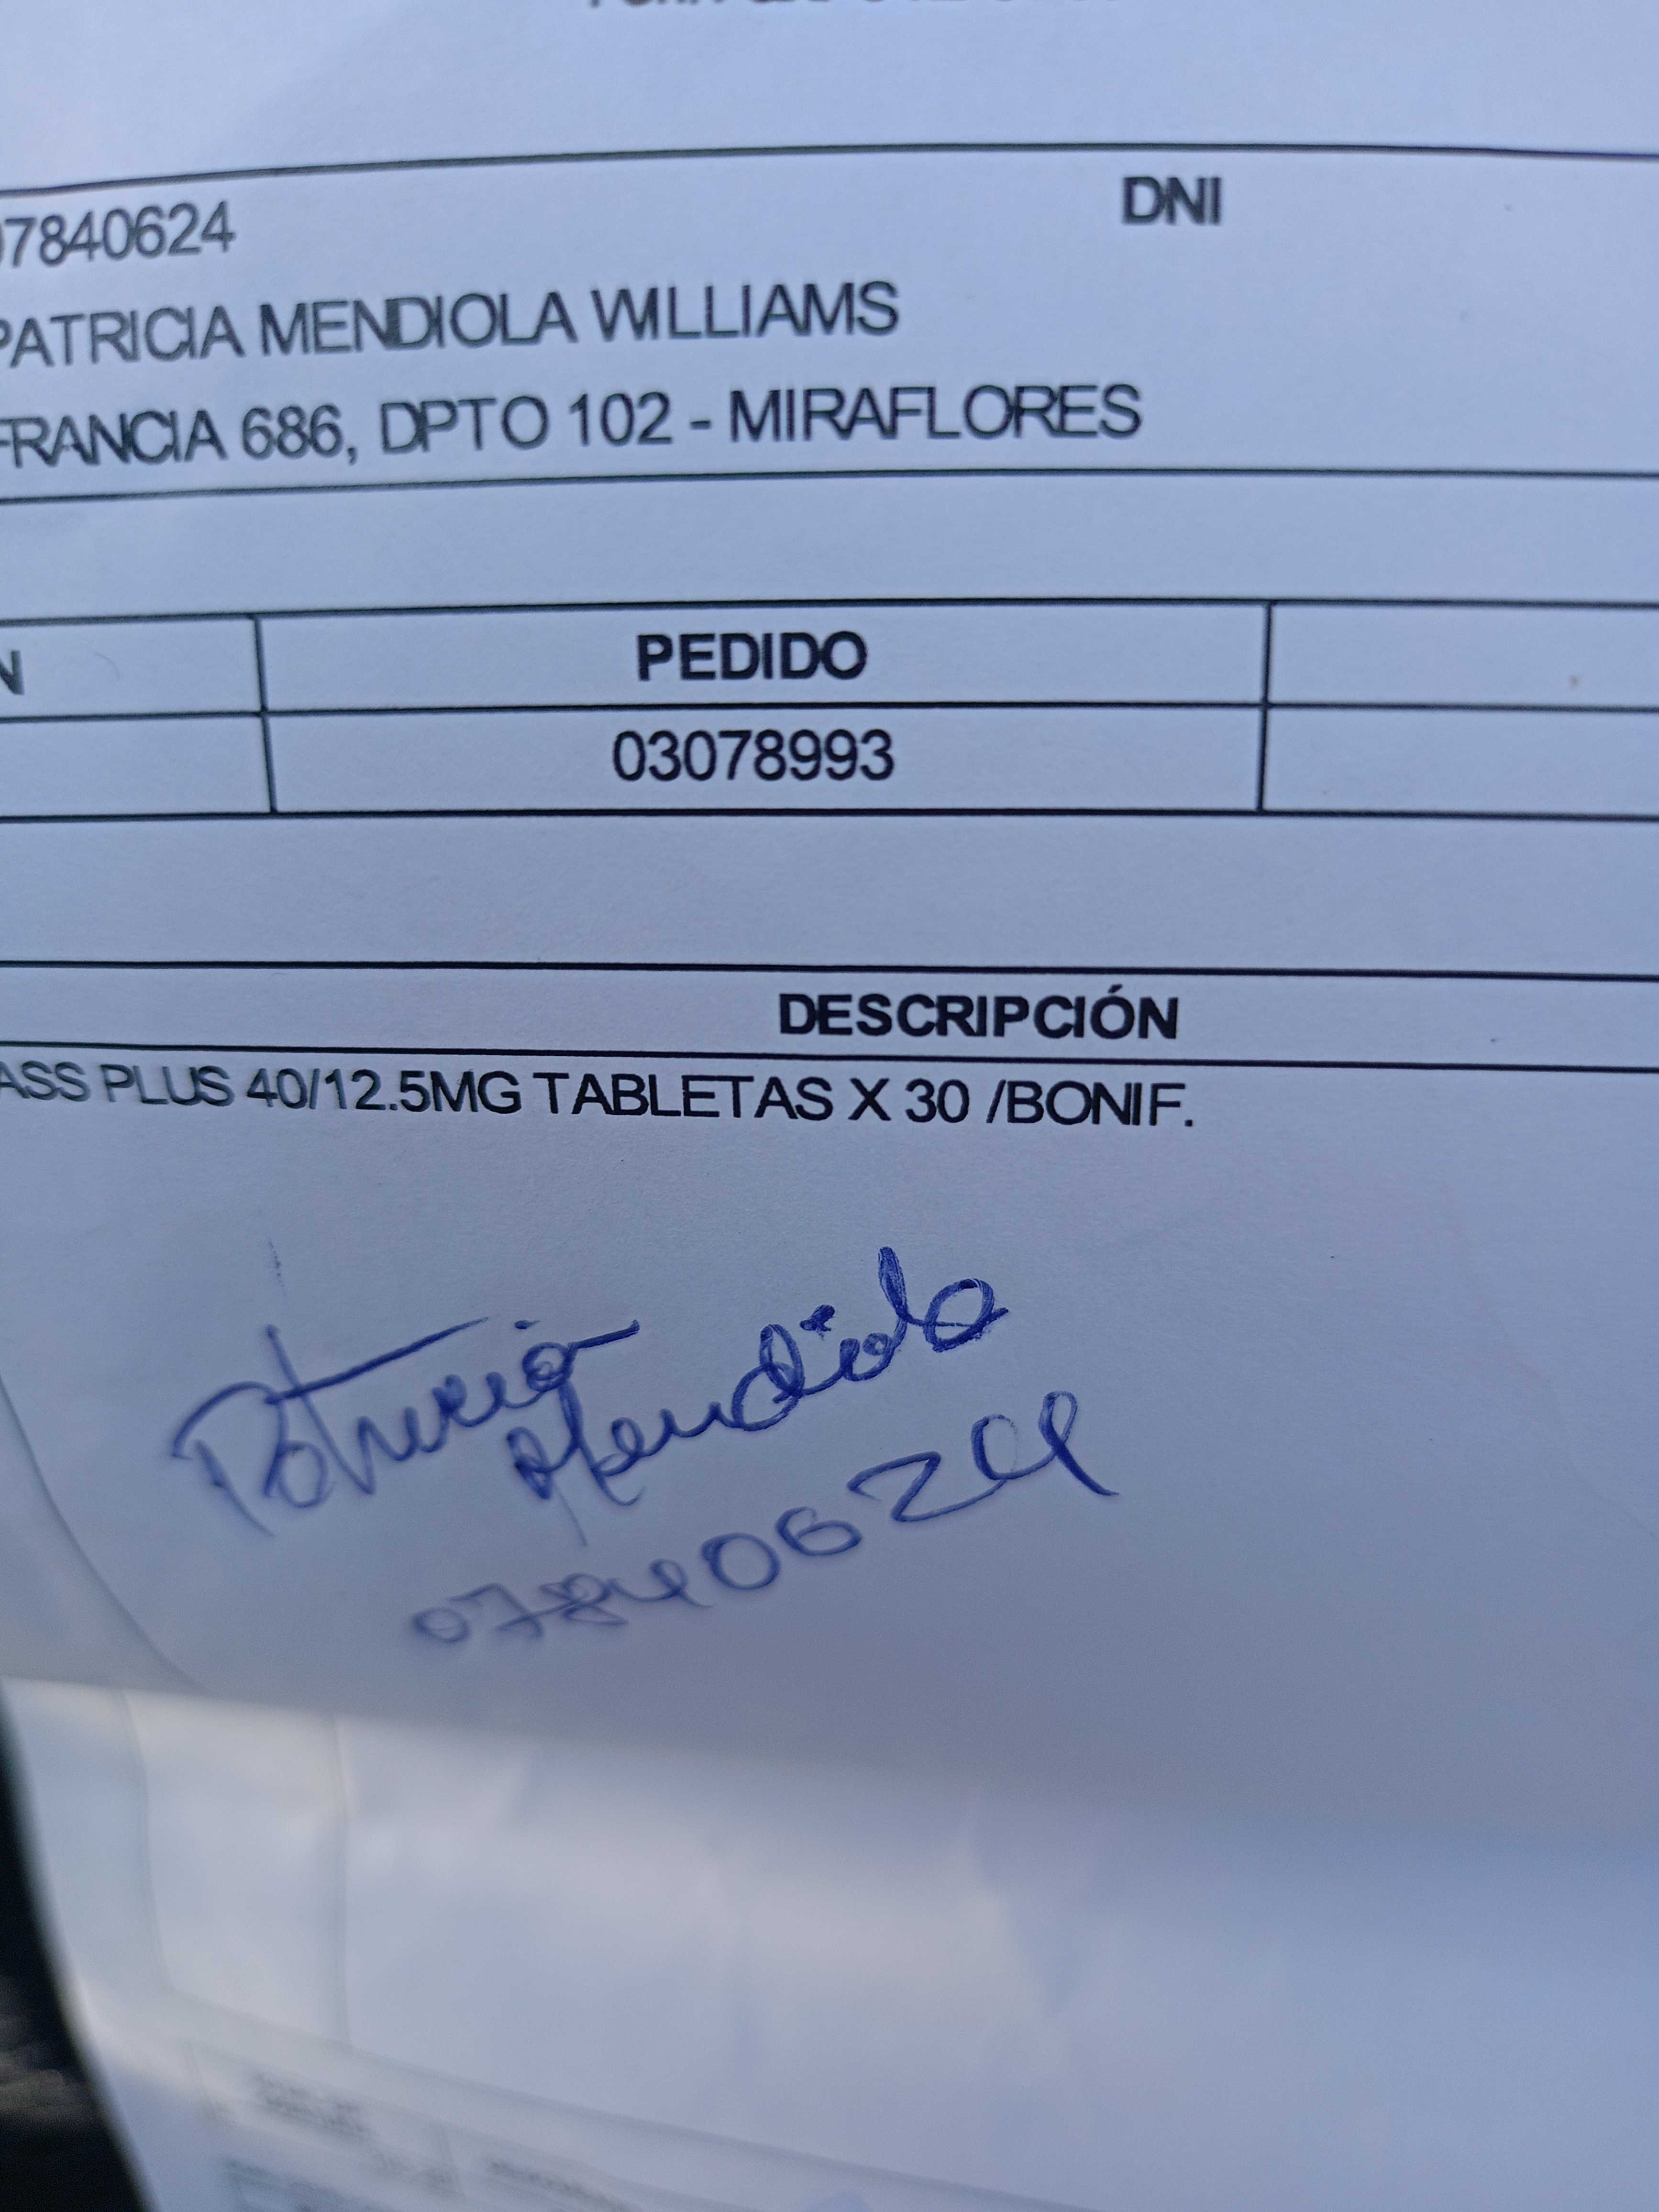 07840624
DNI
PATRICIA MENDIOLA WILLIAMS
FRANCIA 686, DPTO 102 - MIRAFLORES
N
PEDIDO
03078993
DESCRIPCIÓN
ASS PLUS 40/12.5MG TABLETAS X 30 /BONIF.
Patricia
Mendiola
07840624